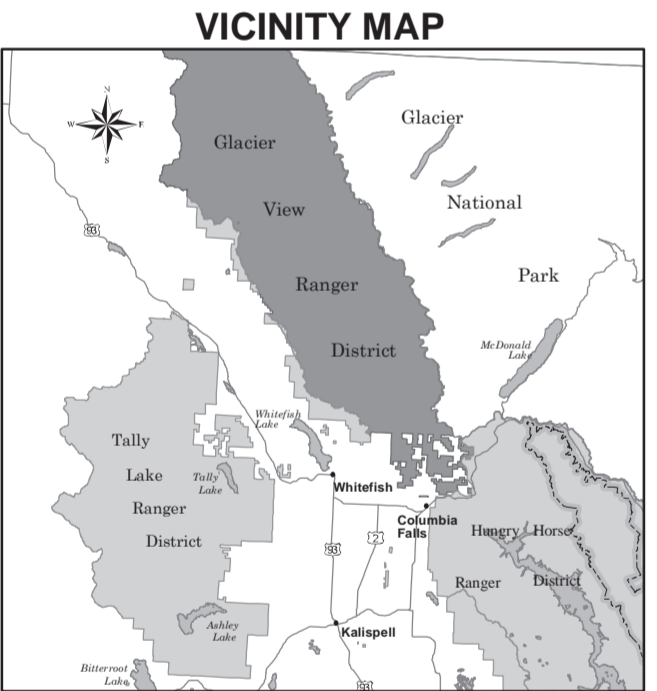 VICINITY MAP
N
W
E
S
Glacier
View
Ranger
District
Glacier
National
Park
93
McDonald
Lake
Whitefish
Lake
Tally
Lake
Ranger
District
Tally
Lake
Whitefish
Columbia
Falls
Hungry Horse
Ranger District
93
2
Ashley
Lake
Kalispell
Bitterroot
Lake
93